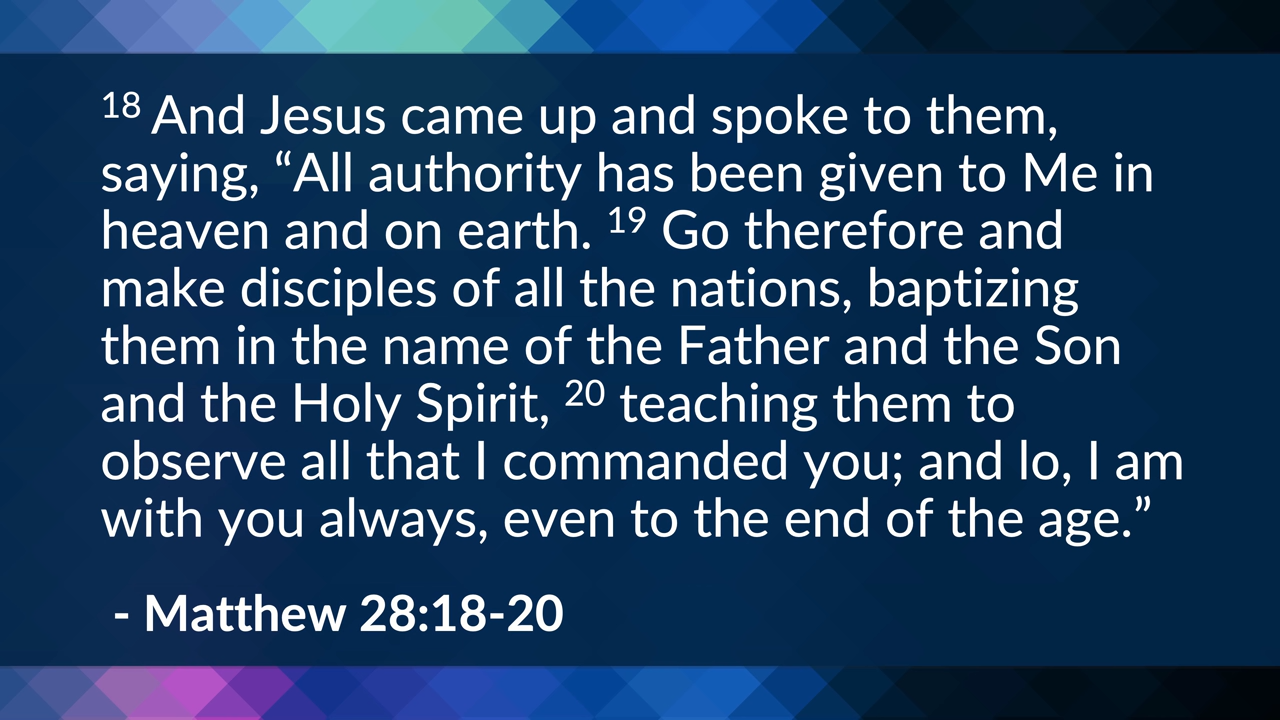 18 And Jesus came up and spoke to them,
saying, “All authority has been given to Me in
heaven and on earth. 19 Go therefore and
make disciples of all the nations, baptizing
them in the name of the Father and the Son
and the Holy Spirit, 20 teaching them to
observe all that I commanded you; and lo, I am
with you always, even to the end of the age.”
- Matthew 28:18-20